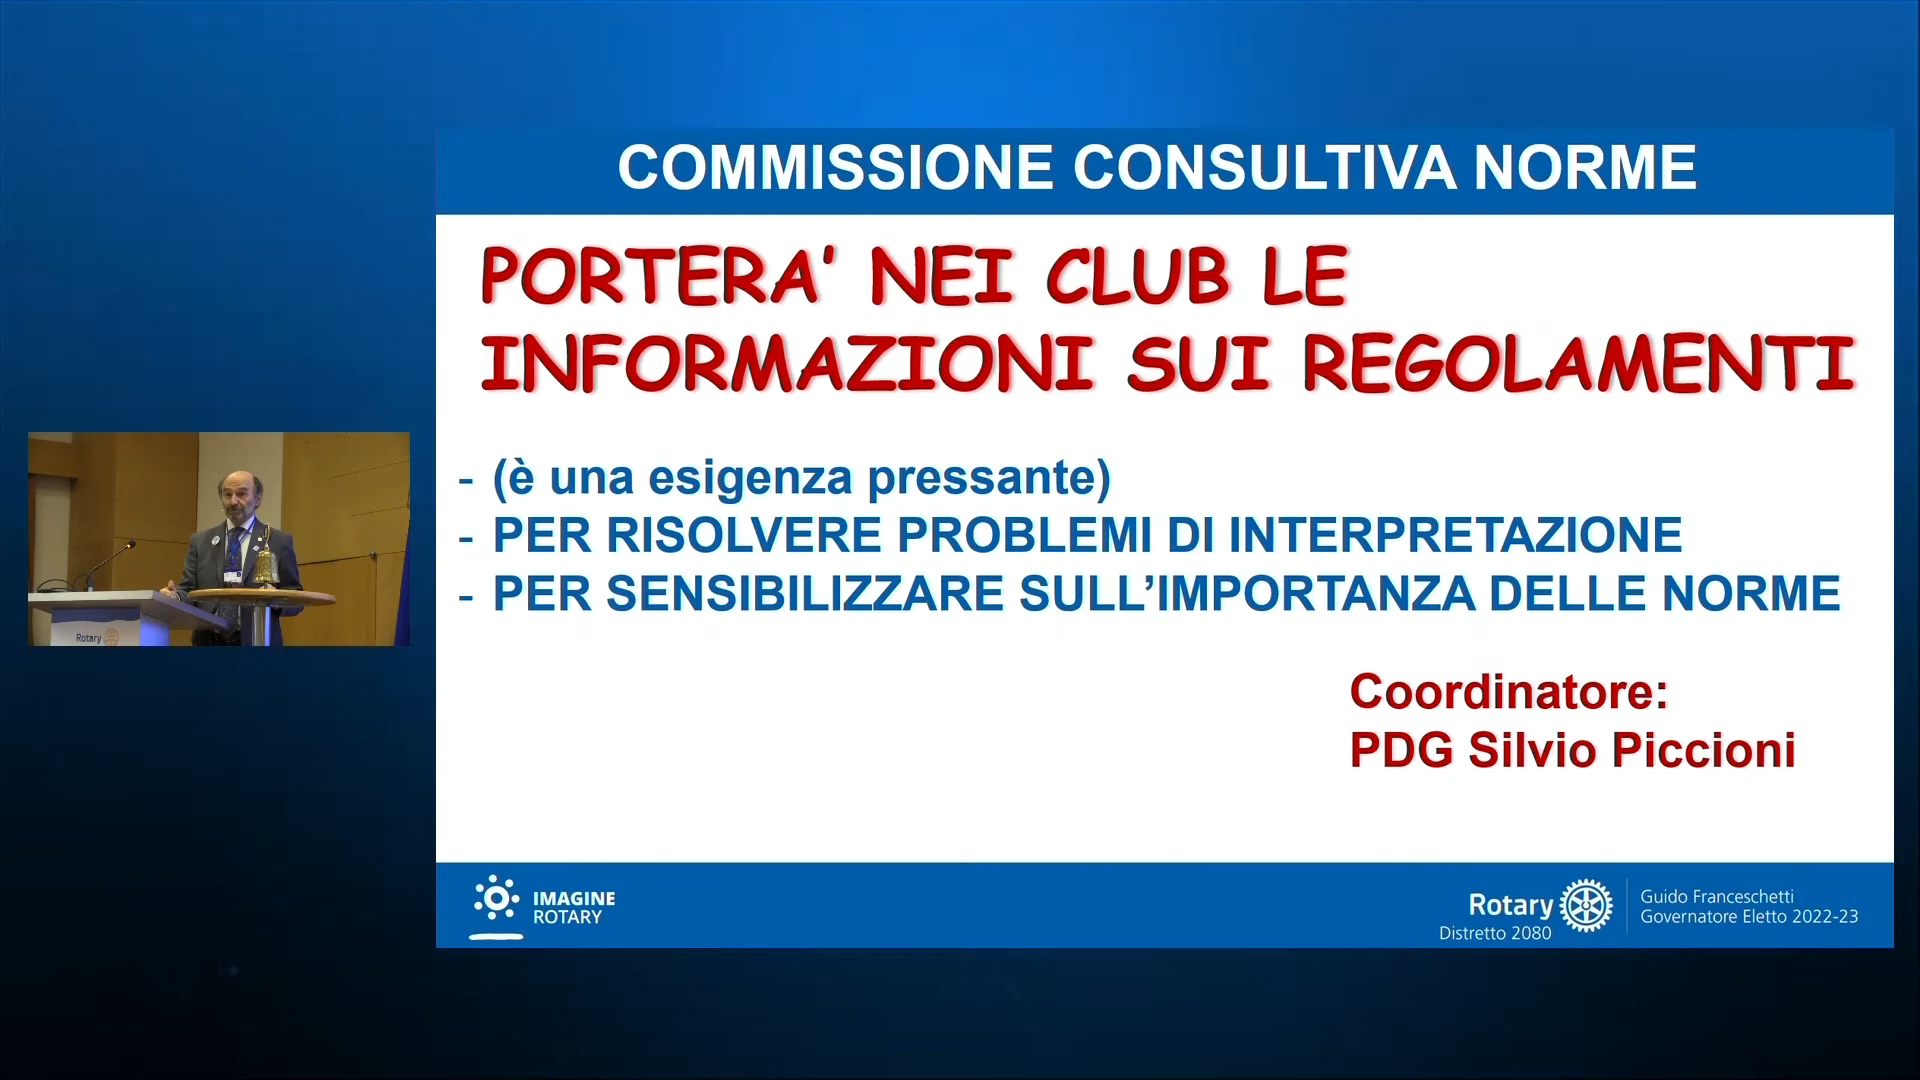 COMMISSIONE CONSULTIVA NORME
PORTERA’ NEI CLUB LE
INFORMAZIONI SUI REGOLAMENTI
- (è una esigenza pressante)
- PER RISOLVERE PROBLEMI DI INTERPRETAZIONE
- PER SENSIBILIZZARE SULL’IMPORTANZA DELLE NORME
Coordinatore:
PDG Silvio Piccioni
Rotary
IMAGINE
ROTARY
Rotary
Distretto 2080
Guido Franceschetti
Governatore Eletto 2022-23